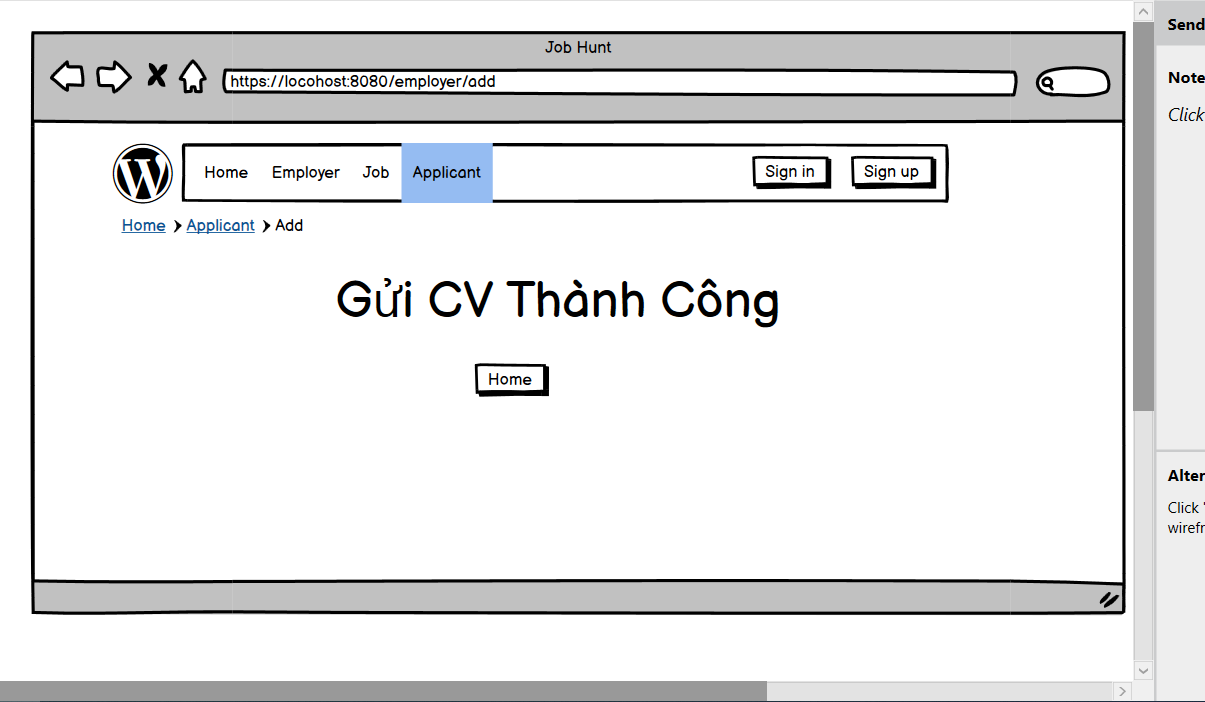 Job Hunt
https://locohost:8080/employer/add
Home Employer Job Applicant Sign in Sign up
Home Applicant Add
Gửi CV Thành Công
Home
Send
Note
Click
Alter
Click "
wirefr